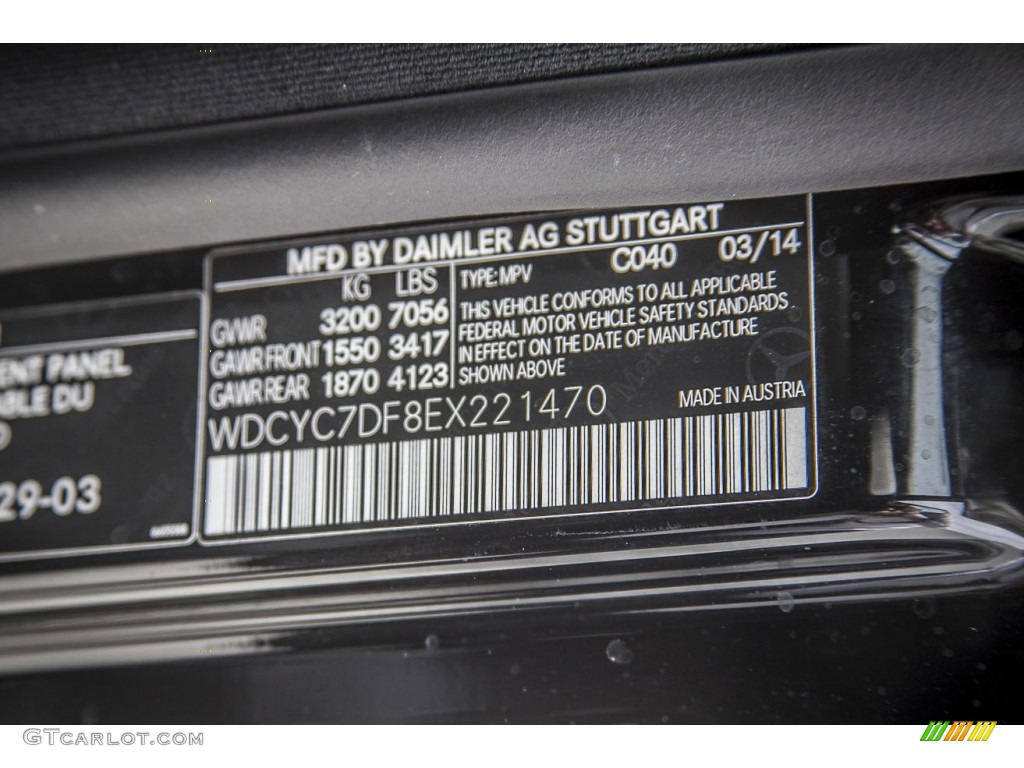 MFD BY DAIMLER AG STUTTGART
KG LBS TYPE: MPV C040 03/14
GVWR 3200 7056
GAWR FRONT 1550 3417
GAWR REAR 1870 4123
THIS VEHICLE CONFORMS TO ALL APPLICABLE
FEDERAL MOTOR VEHICLE SAFETY STANDARDS
IN EFFECT ON THE DATE OF MANUFACTURE
SHOWN ABOVE
WDCYC7DF8EX221470 MADE IN AUSTRIA
ENT PANEL
ABLE DU
29-03
GTCARLOT.COM